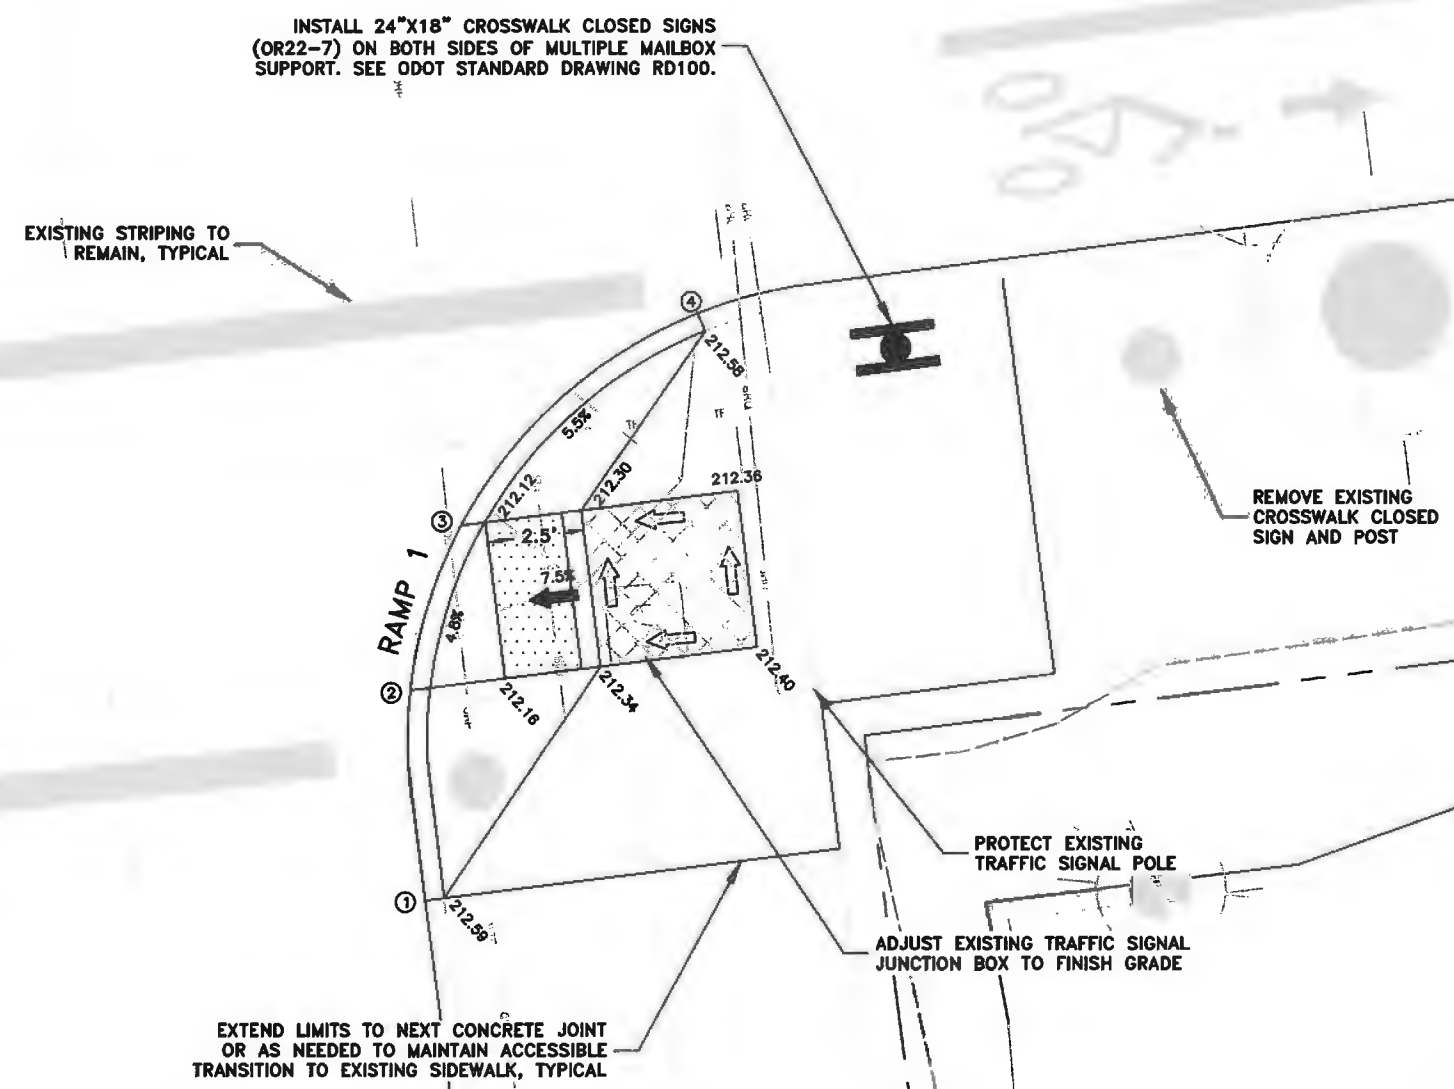 INSTALL 24"X18" CROSSWALK CLOSED SIGNS
(OR22-7) ON BOTH SIDES OF MULTIPLE MAILBOX
SUPPORT. SEE ODOT STANDARD DRAWING RD100.
EXISTING STRIPING TO
REMAIN, TYPICAL
4
212.58
5.5%
TF
TF
212.12
212.30
212.36
3
2.5'
7.5%
RAMP 1
4.8%
2
212.16
212.34
212.40
REMOVE EXISTING
CROSSWALK CLOSED
SIGN AND POST
PROTECT EXISTING
TRAFFIC SIGNAL POLE
1
212.59
ADJUST EXISTING TRAFFIC SIGNAL
JUNCTION BOX TO FINISH GRADE
EXTEND LIMITS TO NEXT CONCRETE JOINT
OR AS NEEDED TO MAINTAIN ACCESSIBLE
TRANSITION TO EXISTING SIDEWALK, TYPICAL